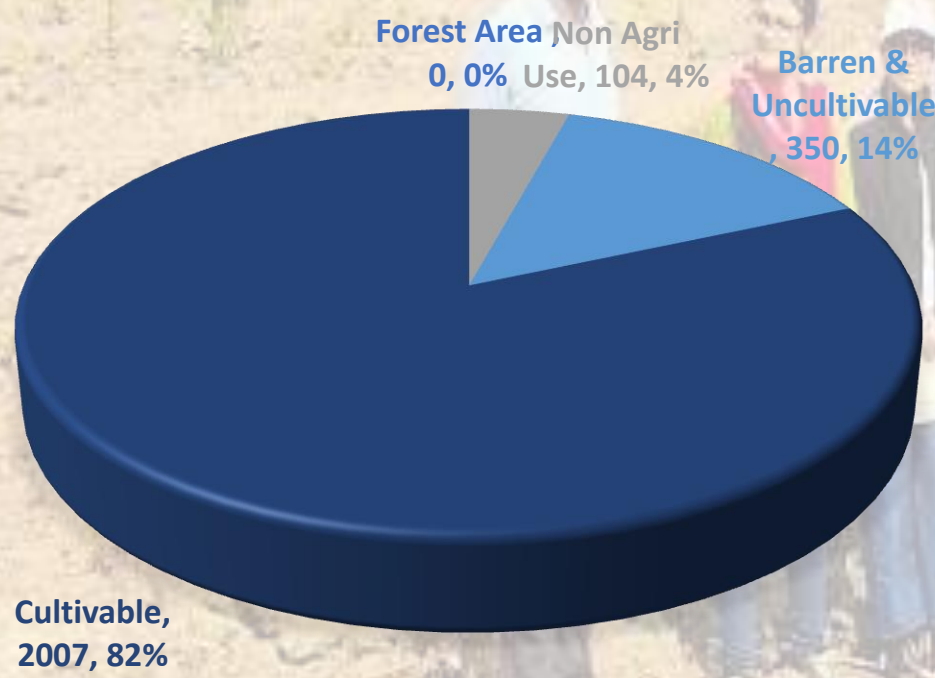 Forest Area ,
0, 0%
Non Agri
Use, 104, 4%
Barren &
Uncultivable
, 350, 14%
Cultivable,
2007, 82%